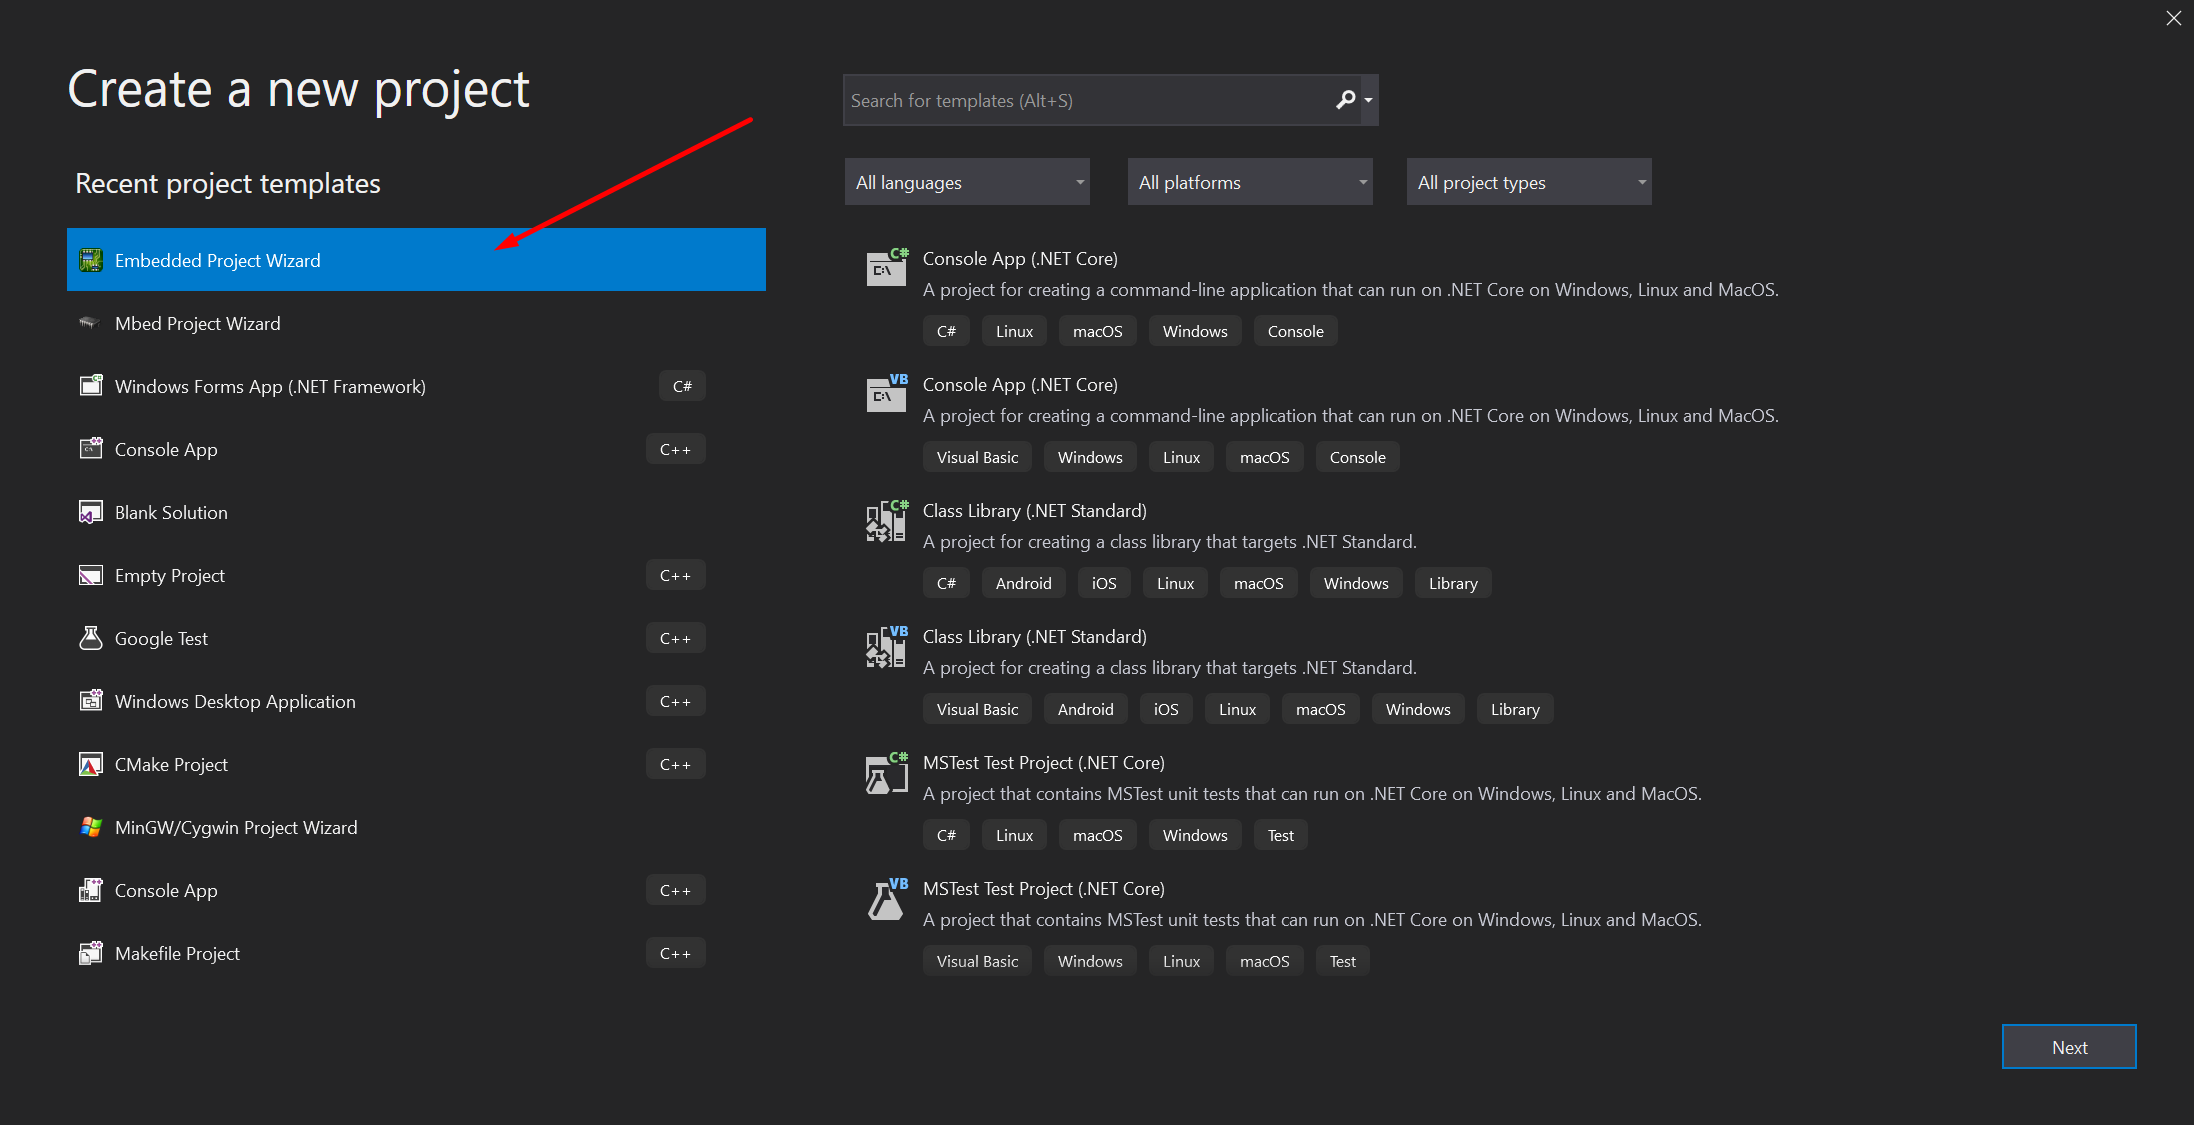 Create a new project
Recent project templates
Embedded Project Wizard
Mbed Project Wizard
Windows Forms App (.NET Framework) C#
Console App C++
Blank Solution
Empty Project C++
Google Test C++
Windows Desktop Application C++
CMake Project C++
MinGW/Cygwin Project Wizard
Console App C++
Makefile Project C++
Search for templates (Alt+S)
All languages All platforms All project types
C#
C:\
Console App (.NET Core)
A project for creating a command-line application that can run on .NET Core on Windows, Linux and MacOS.
C# Linux macOS Windows Console
VB
C:\
Console App (.NET Core)
A project for creating a command-line application that can run on .NET Core on Windows, Linux and MacOS.
Visual Basic Windows Linux macOS Console
C#
Class Library (.NET Standard)
A project for creating a class library that targets .NET Standard.
C# Android iOS Linux macOS Windows Library
VB
Class Library (.NET Standard)
A project for creating a class library that targets .NET Standard.
Visual Basic Android iOS Linux macOS Windows Library
C#
MSTest Test Project (.NET Core)
A project that contains MSTest unit tests that can run on .NET Core on Windows, Linux and MacOS.
C# Linux macOS Windows Test
VB
MSTest Test Project (.NET Core)
A project that contains MSTest unit tests that can run on .NET Core on Windows, Linux and MacOS.
Visual Basic Windows Linux macOS Test
Next